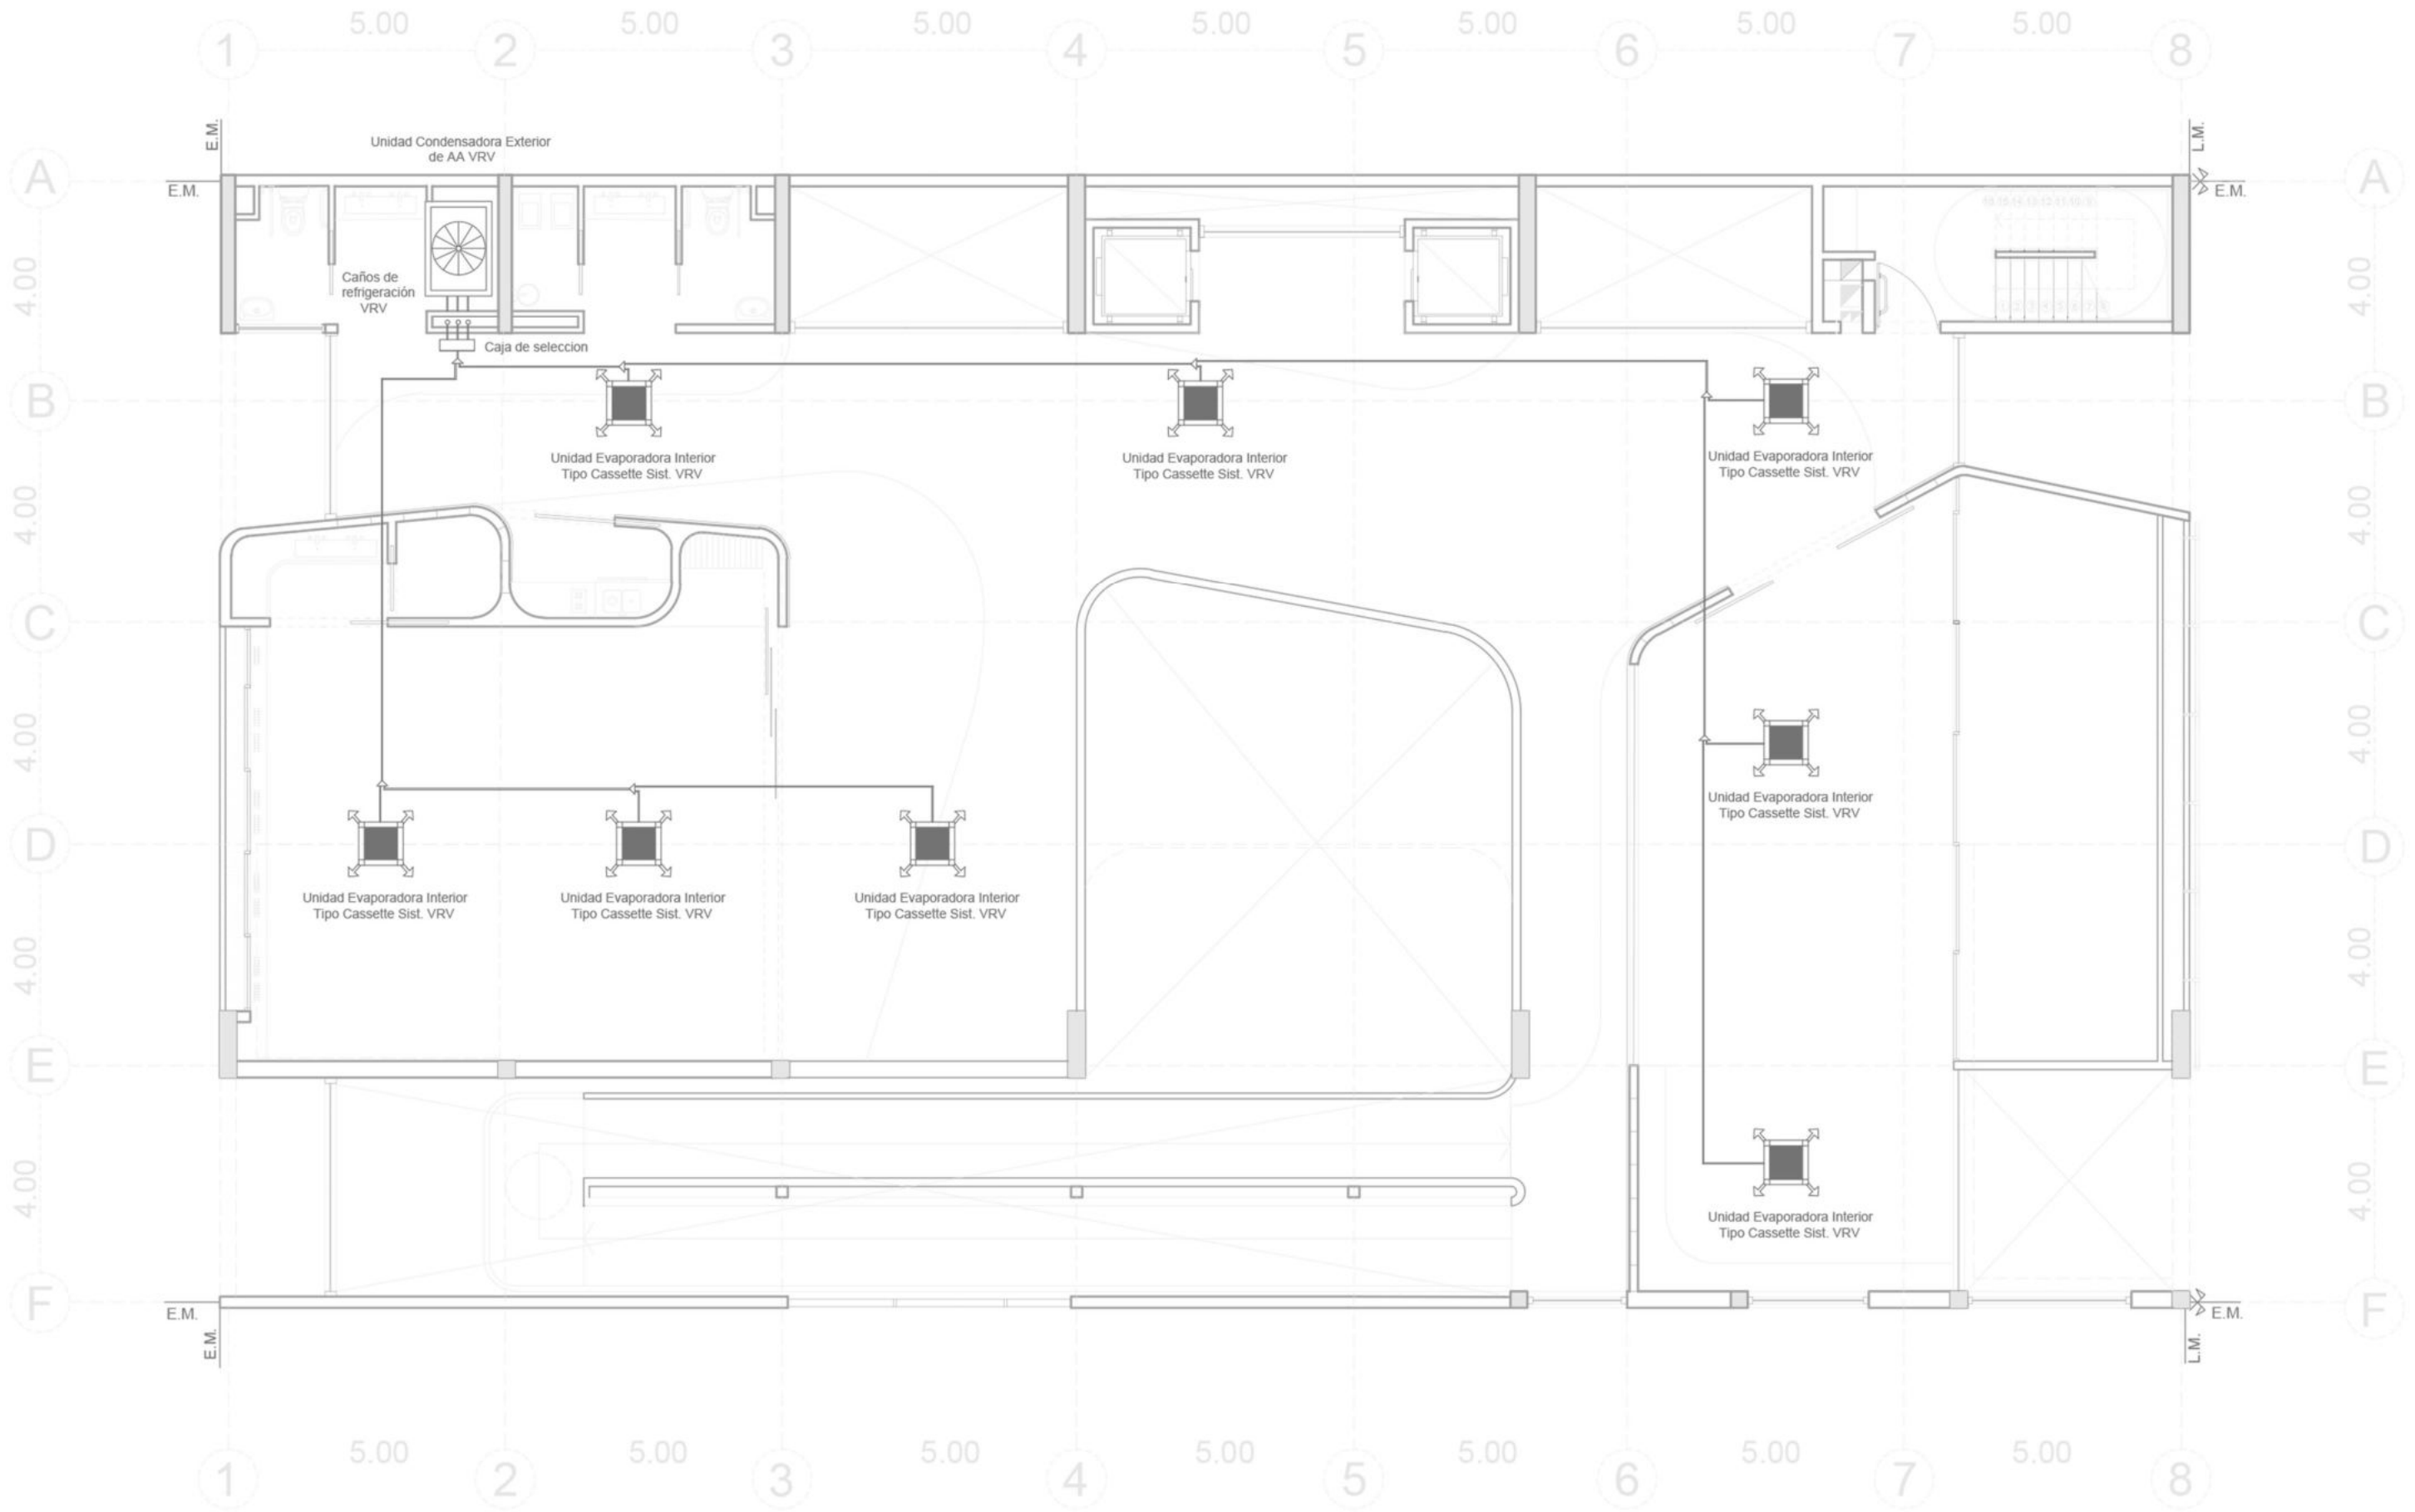 5.00 5.00 5.00 5.00 5.00 5.00 5.00
1 2 3 4 5 6 7 8
E.M. L.M.
Unidad Condensadora Exterior
de AA VRV
A A
E.M. E.M.
4.00 4.00
Caños de
refrigeración
VRV
Caja de seleccion
B B
Unidad Evaporadora Interior
Tipo Cassette Sist. VRV
Unidad Evaporadora Interior
Tipo Cassette Sist. VRV
Unidad Evaporadora Interior
Tipo Cassette Sist. VRV
4.00 4.00
C C
4.00 4.00
Unidad Evaporadora Interior
Tipo Cassette Sist. VRV
D D
Unidad Evaporadora Interior
Tipo Cassette Sist. VRV
Unidad Evaporadora Interior
Tipo Cassette Sist. VRV
Unidad Evaporadora Interior
Tipo Cassette Sist. VRV
4.00 4.00
E E
4.00 4.00
Unidad Evaporadora Interior
Tipo Cassette Sist. VRV
F F
E.M. E.M.
E.M. L.M.
5.00 5.00 5.00 5.00 5.00 5.00 5.00
1 2 3 4 5 6 7 8